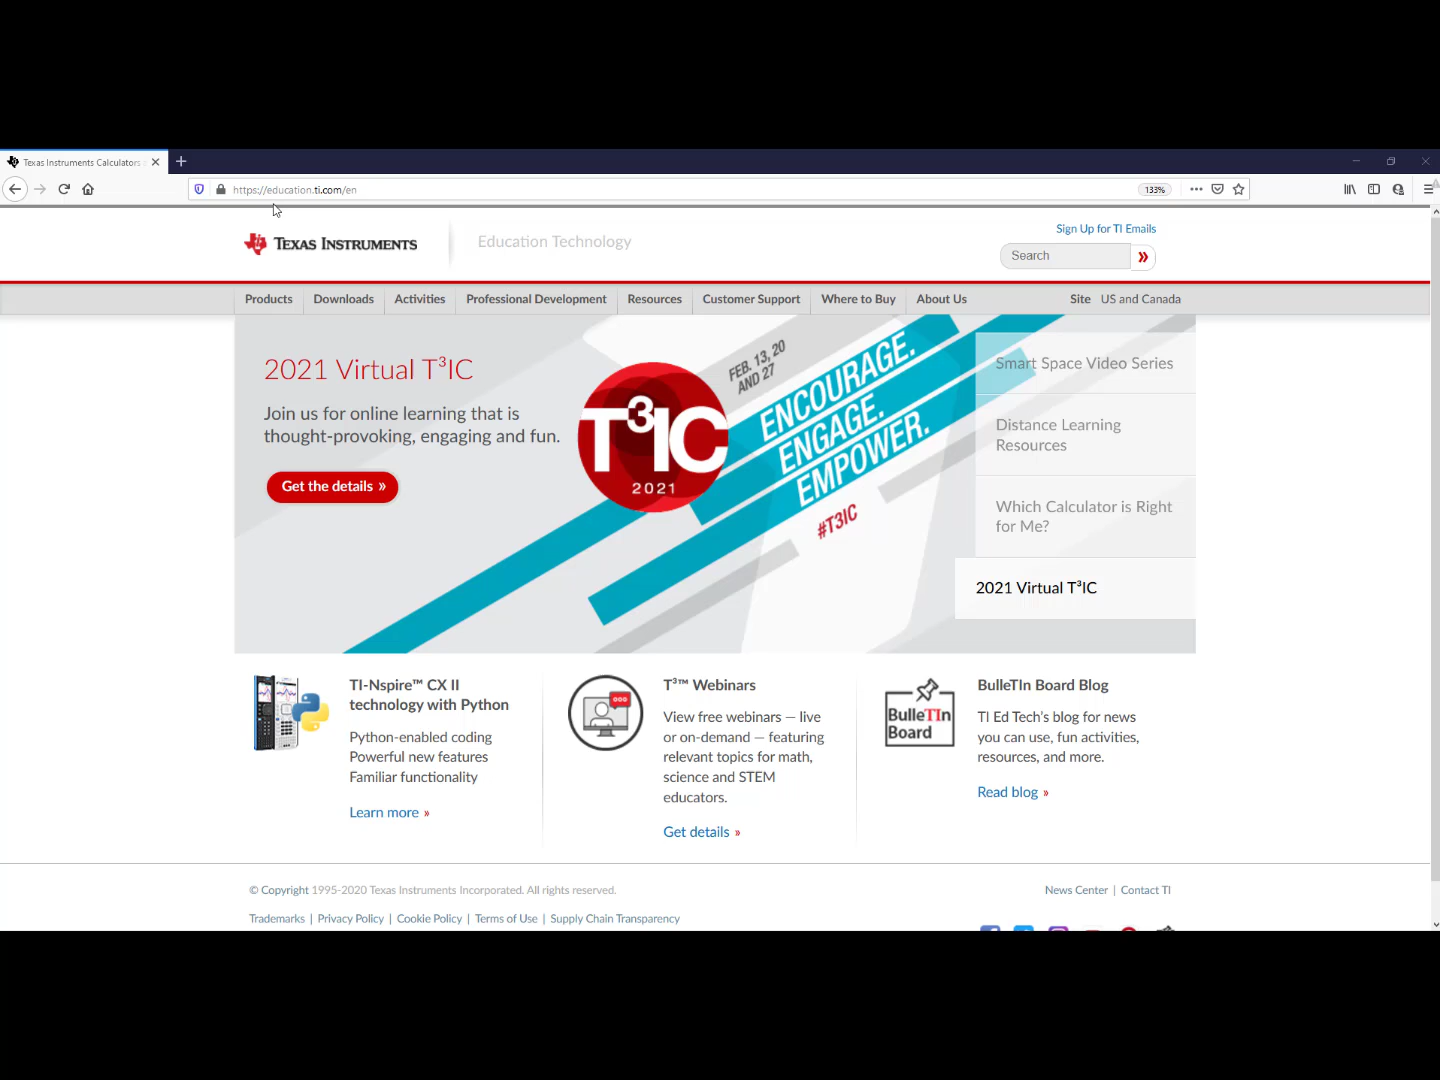 Texas Instruments Calculators
https://education.ti.com/en
133%
TEXAS INSTRUMENTS
Education Technology
Sign Up for TI Emails
Search
Products
Downloads
Activities
Professional Development
Resources
Customer Support
Where to Buy
About Us
Site US and Canada
2021 Virtual T³IC
Join us for online learning that is
thought-provoking, engaging and fun.
Get the details »
T³IC
2021
FEB. 13, 20
AND 27
ENCOURAGE.
ENGAGE.
EMPOWER.
#T3IC
Smart Space Video Series
Distance Learning
Resources
Which Calculator is Right
for Me?
2021 Virtual T³IC
TI-Nspire™ CX II
technology with Python
Python-enabled coding
Powerful new features
Familiar functionality
Learn more »
T³™ Webinars
View free webinars — live
or on-demand — featuring
relevant topics for math,
science and STEM
educators.
Get details »
BulleTIn
Board
BulleTIn Board Blog
TI Ed Tech's blog for news
you can use, fun activities,
resources, and more.
Read blog »
© Copyright 1995-2020 Texas Instruments Incorporated. All rights reserved.
News Center | Contact TI
Trademarks | Privacy Policy | Cookie Policy | Terms of Use | Supply Chain Transparency